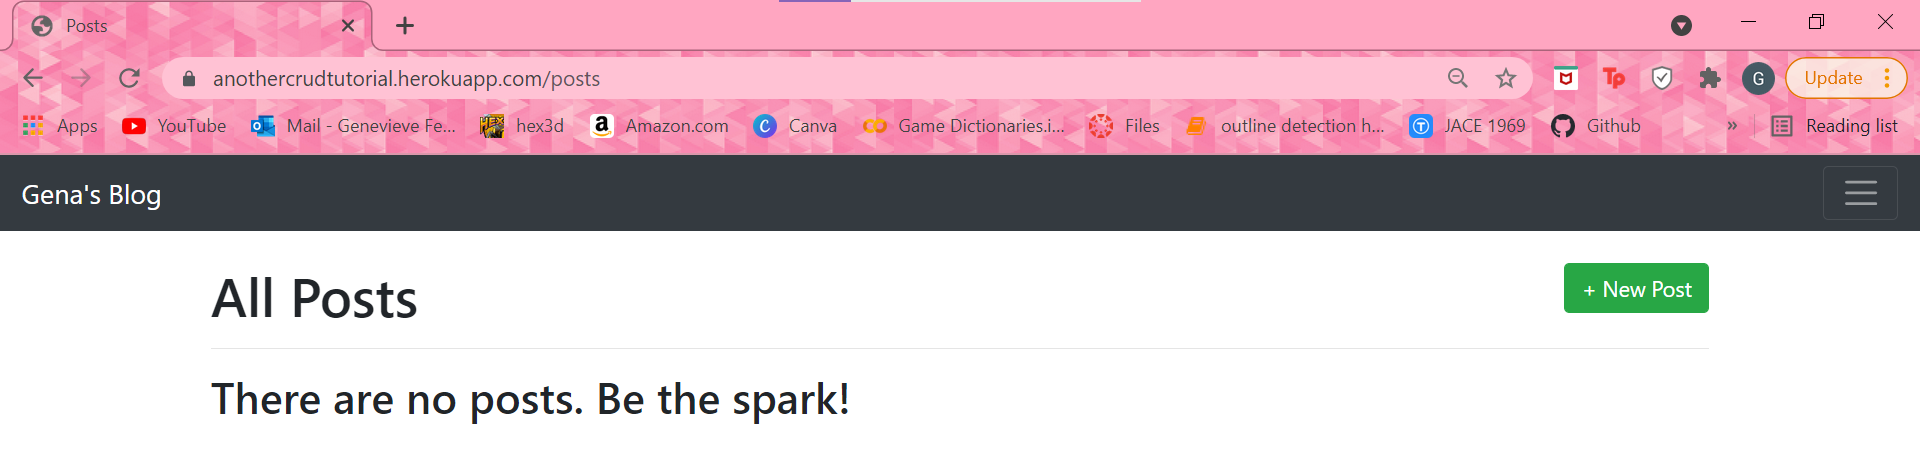 Posts
anothercrudtutorial.herokuapp.com/posts
G
Update
Apps
YouTube
Mail - Genevieve Fe...
hex3d
Amazon.com
Canva
Game Dictionaries.i...
Files
outline detection h...
JACE 1969
Github
»
Reading list
Gena's Blog
All Posts
+ New Post
There are no posts. Be the spark!